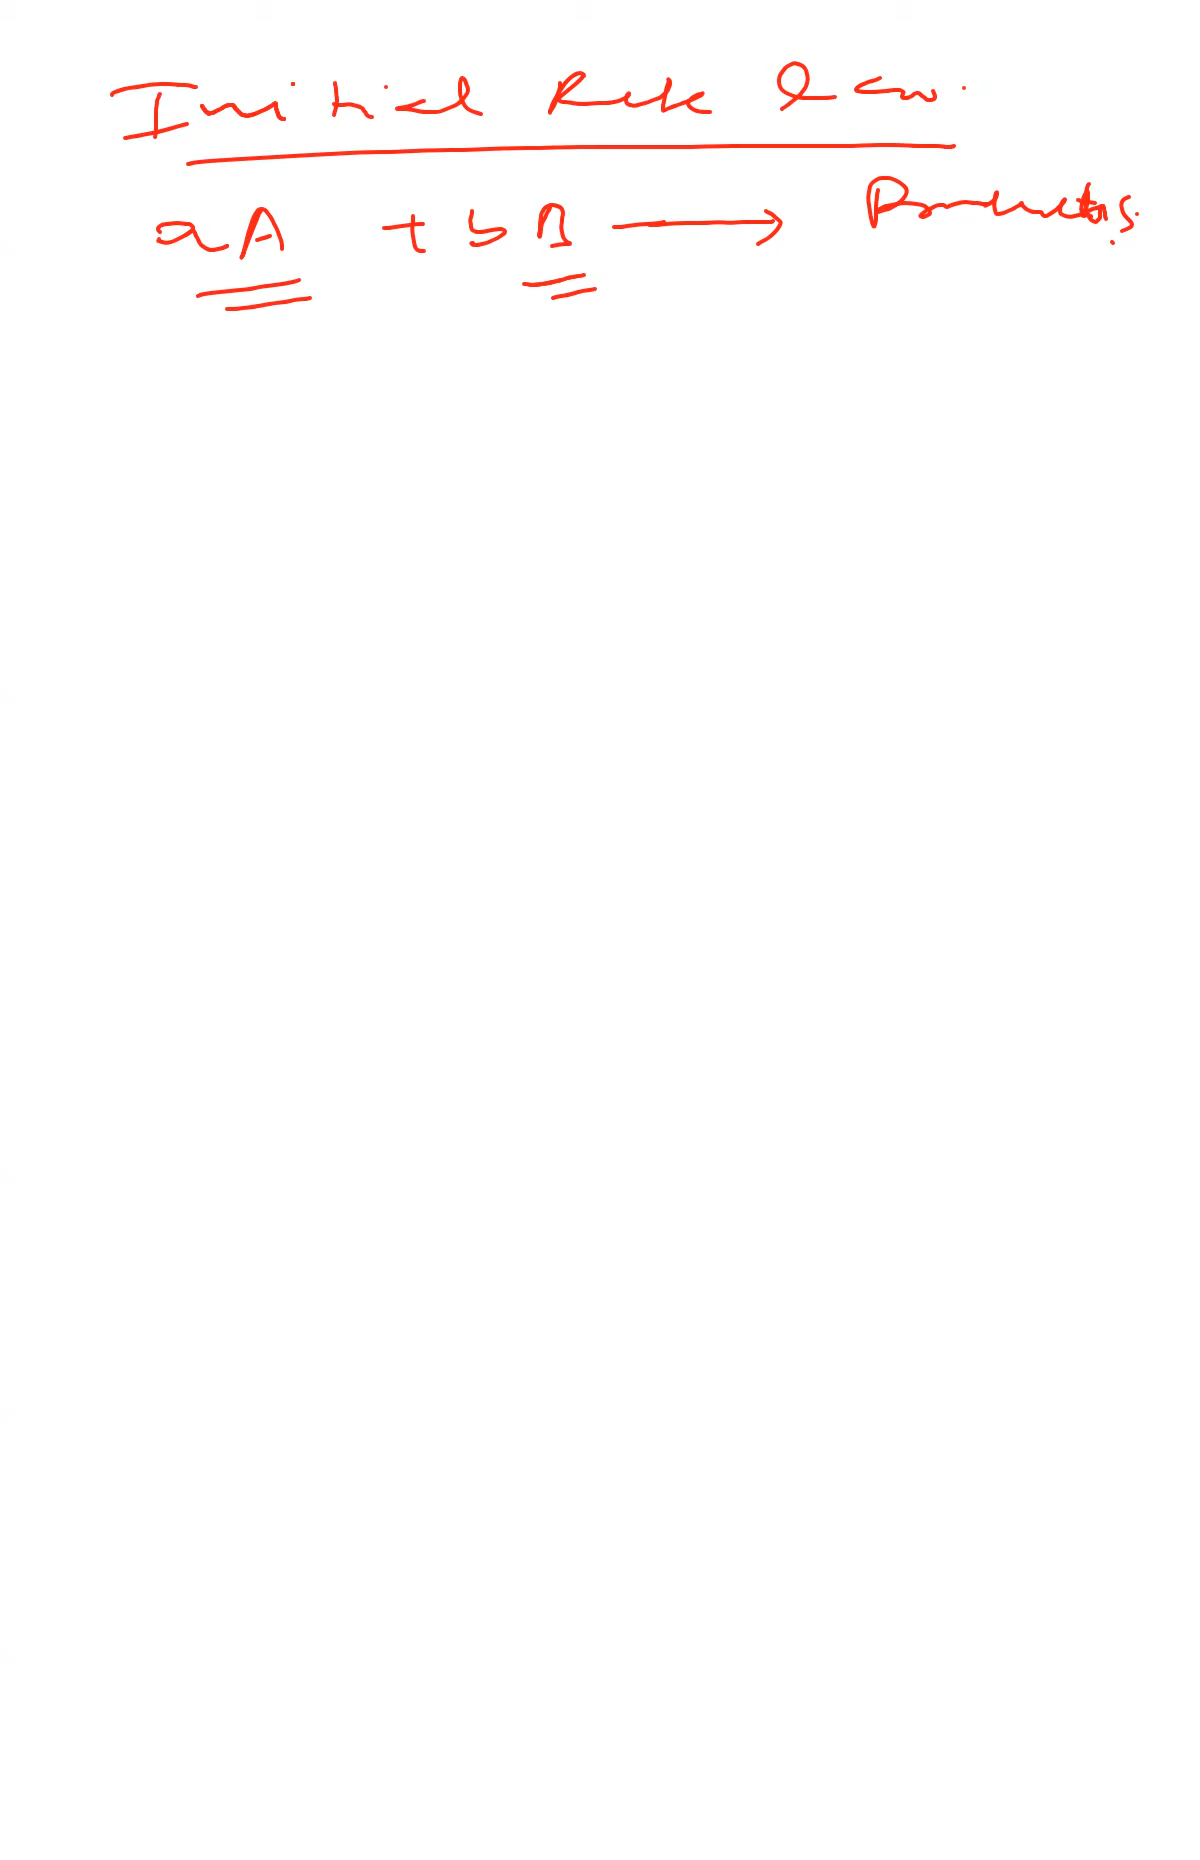 Initial Rate law.
aA + bB → Products.